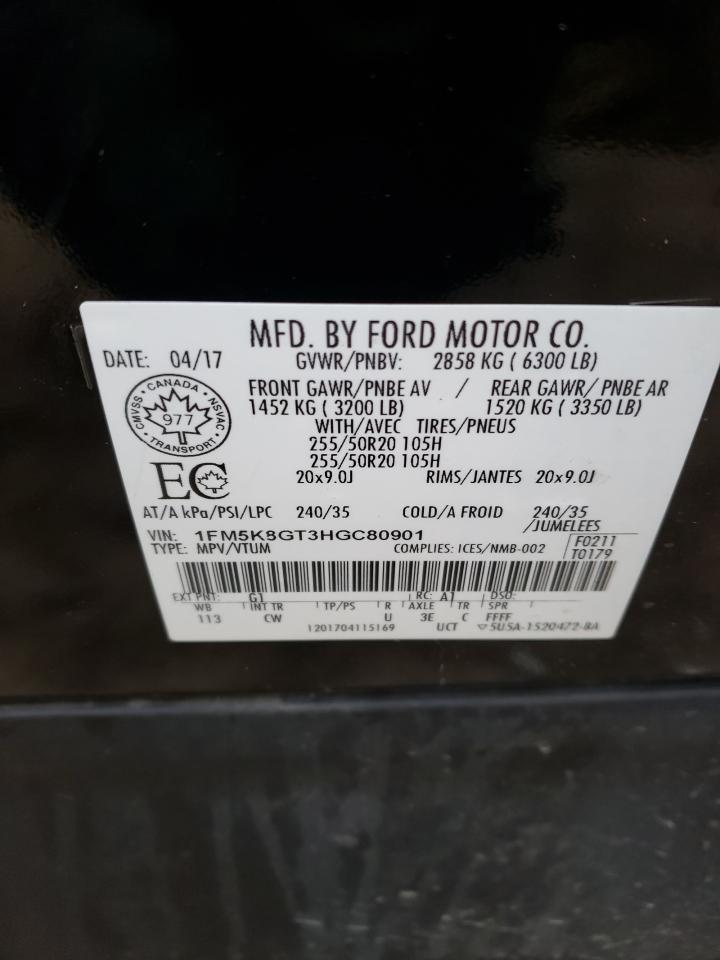 MFD. BY FORD MOTOR CO.
DATE: 04/17 GVWR/PNBV: 2858 KG ( 6300 LB)
FRONT GAWR/PNBE AV / REAR GAWR/ PNBE AR
1452 KG ( 3200 LB) 1520 KG ( 3350 LB)
CANADA
CMVSS NSVAC
977
TRANSPORT
WITH/AVEC TIRES/PNEUS
255/50R20 105H
255/50R20 105H
EC 20x9.0J RIMS/JANTES 20x9.0J
AT/A kPa/PSI/LPC 240/35 COLD/A FROID 240/35
/JUMELEES
VIN: 1FM5K8GT3HGC80901
TYPE: MPV/VTUM COMPLIES: ICES/NMB-002 F0211
T0179
EXT PNT: G1 RC: A1 DSO:
WB INT TR TP/PS R AXLE TR SPR
113 CW U 3E C FFFF
1201704115169 UCT ▽5U5A-1520472-BA